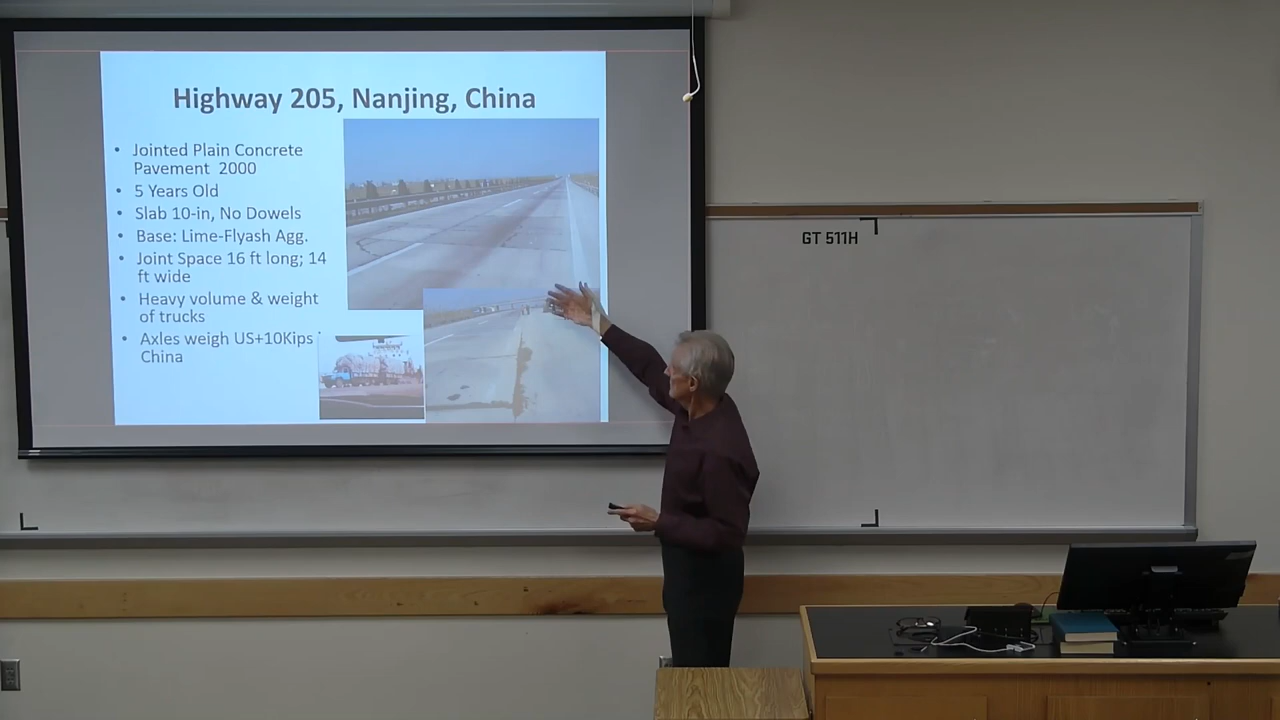 Highway 205, Nanjing, China
• Jointed Plain Concrete
Pavement 2000
• 5 Years Old
• Slab 10-in, No Dowels
• Base: Lime-Flyash Agg.
• Joint Space 16 ft long; 14
ft wide
• Heavy volume & weight
of trucks
• Axles weigh US+10Kips
China
GT 511H